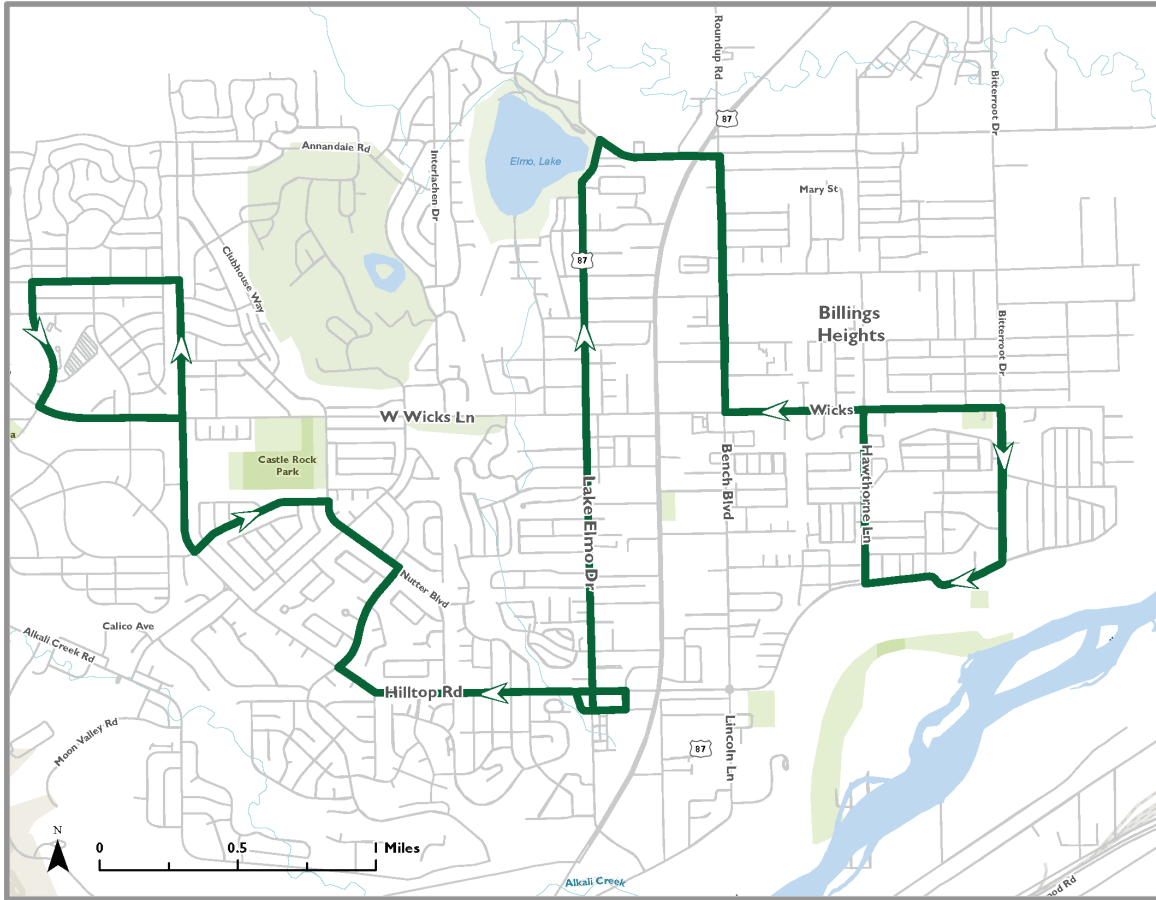 Roundup Rd
87
Bitterroot Dr
Annandale Rd
Interlachen Dr
Elmo, Lake
Mary St
Clubhouse Way
87
Billings
Heights
Bitterroot Dr
W Wicks Ln
Wicks
a
Castle Rock
Park
Lake Elmo Dr
Bench Blvd
Hawthorne Ln
Nutter Blvd
Calico Ave
Alkali Creek Rd
Hilltop Rd
Moon Valley Rd
Lincoln Ln
87
N
0
0.5
1
Miles
Alkali Creek
ood Rd